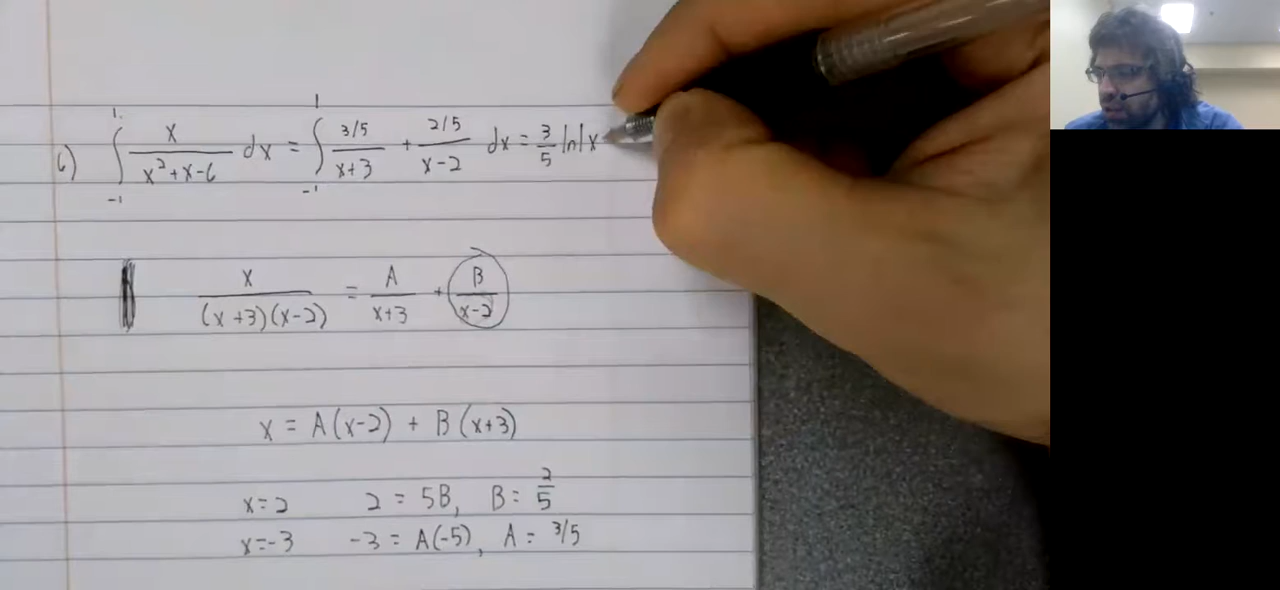 6) ∫_{-1}^{1} x/(x²+x-6) dx = ∫_{-1}^{1} (3/5)/(x+3) + (2/5)/(x-2) dx = 3/5 ln|x
x/((x+3)(x-2)) = A/(x+3) + B/(x-2)
x = A(x-2) + B(x+3)
x=2 2 = 5B, B = 2/5
x=-3 -3 = A(-5), A = 3/5